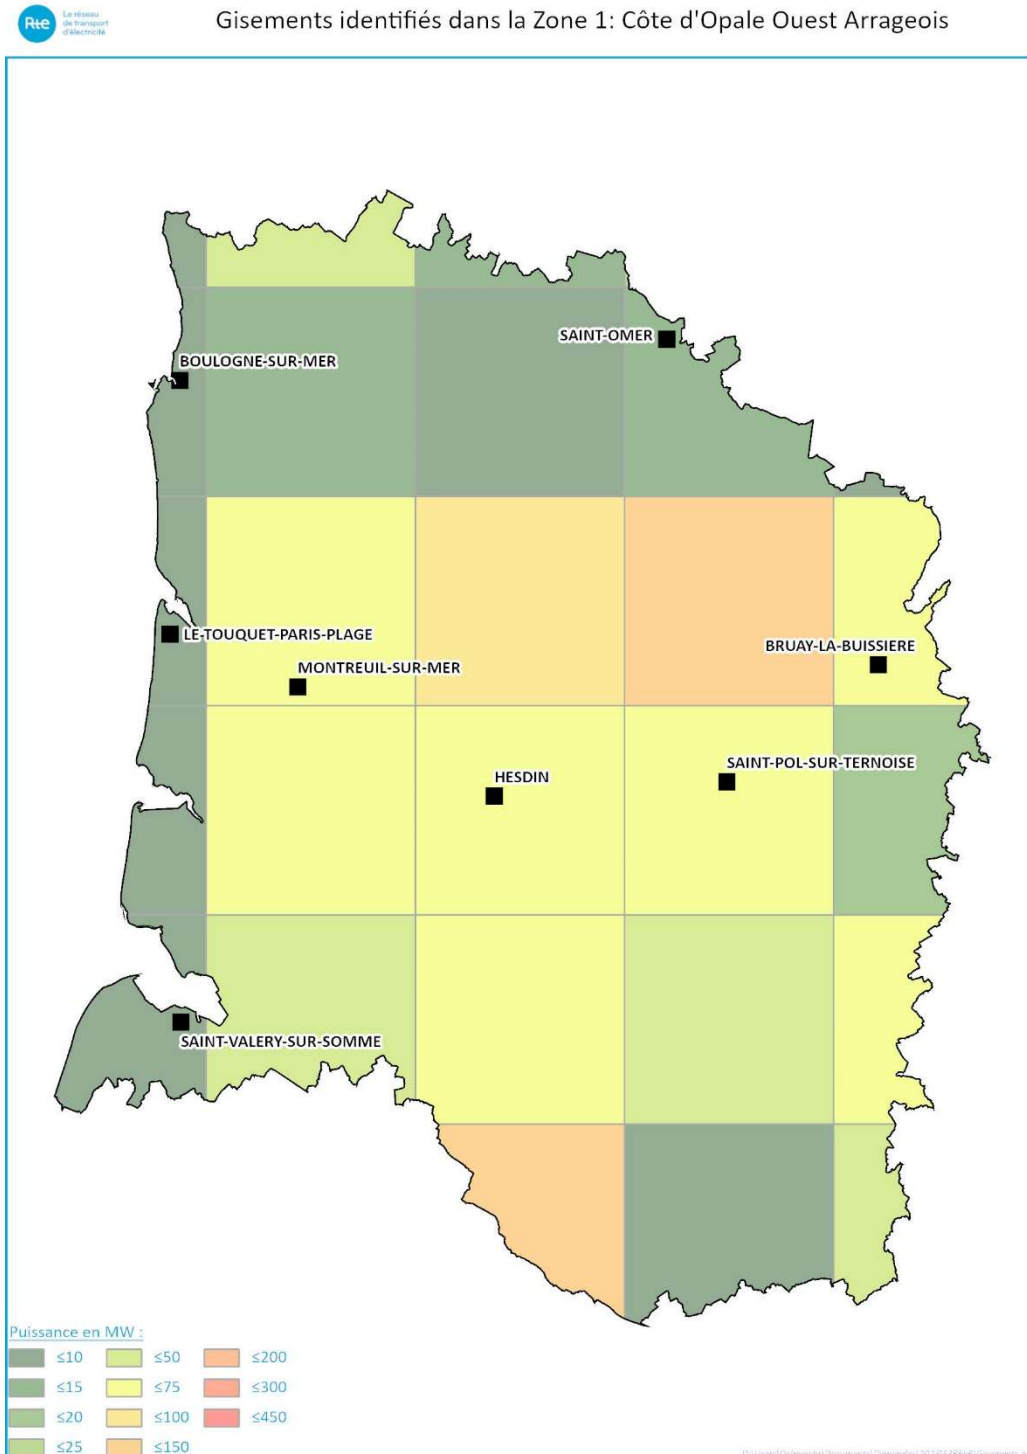 Rte
Le réseau
de transport
d'électricité
Gisements identifiés dans la Zone 1: Côte d'Opale Ouest Arrageois
SAINT-OMER
BOULOGNE-SUR-MER
LE-TOUQUET-PARIS-PLAGE
BRUAY-LA-BUISSIERE
MONTREUIL-SUR-MER
SAINT-POL-SUR-TERNOISE
HESDIN
SAINT-VALERY-SUR-SOMME
Puissance en MW :
≤10 ≤50 ≤200
≤15 ≤75 ≤300
≤20 ≤100 ≤450
≤25 ≤150